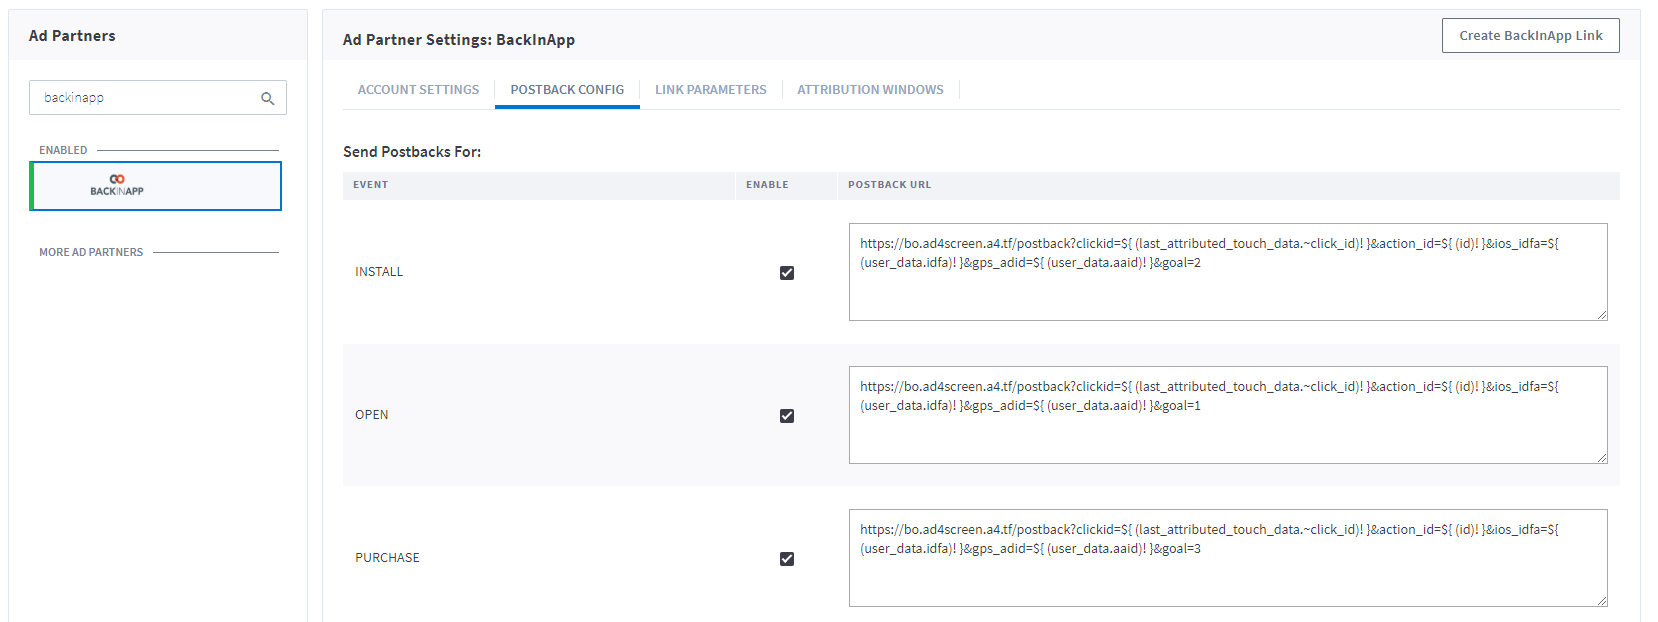 Ad Partners
backinapp
ENABLED
BACKINAPP
MORE AD PARTNERS
Ad Partner Settings: BackInApp
Create BackInApp Link
ACCOUNT SETTINGS
POSTBACK CONFIG
LINK PARAMETERS
ATTRIBUTION WINDOWS
Send Postbacks For:
EVENT
ENABLE
POSTBACK URL
INSTALL
https://bo.ad4screen.a4.tf/postback?clickid=${ (last_attributed_touch_data.~click_id)! }&action_id=${ (id)! }&ios_idfa=${
(user_data.idfa)! }&gps_adid=${ (user_data.aaid)! }&goal=2
OPEN
https://bo.ad4screen.a4.tf/postback?clickid=${ (last_attributed_touch_data.~click_id)! }&action_id=${ (id)! }&ios_idfa=${
(user_data.idfa)! }&gps_adid=${ (user_data.aaid)! }&goal=1
PURCHASE
https://bo.ad4screen.a4.tf/postback?clickid=${ (last_attributed_touch_data.~click_id)! }&action_id=${ (id)! }&ios_idfa=${
(user_data.idfa)! }&gps_adid=${ (user_data.aaid)! }&goal=3